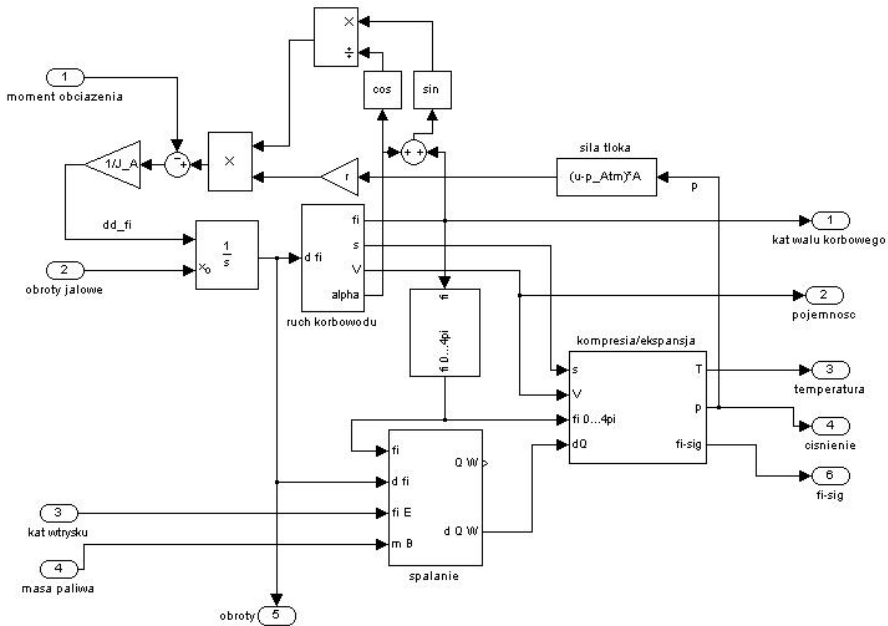 ×
÷
1
moment obciazenia
cos
sin
1/J_A
-
+
×
+ +
r
sila tloka
(u-p_Atm)*A
p
dd_fi
1
s
x
o
2
obroty jalowe
d fi
fi
s
V
alpha
ruch korbowodu
1
kat walu korbowego
2
pojemnosc
fi
fi 0...4pi
kompresia/ekspansja
s
V
fi 0...4pi
dQ
T
p
fi-sig
3
temperatura
4
cisnienie
6
fi-sig
fi
d fi
fi E
m B
Q W
d Q W
spalanie
3
kat wtrysku
4
masa paliwa
obroty
5